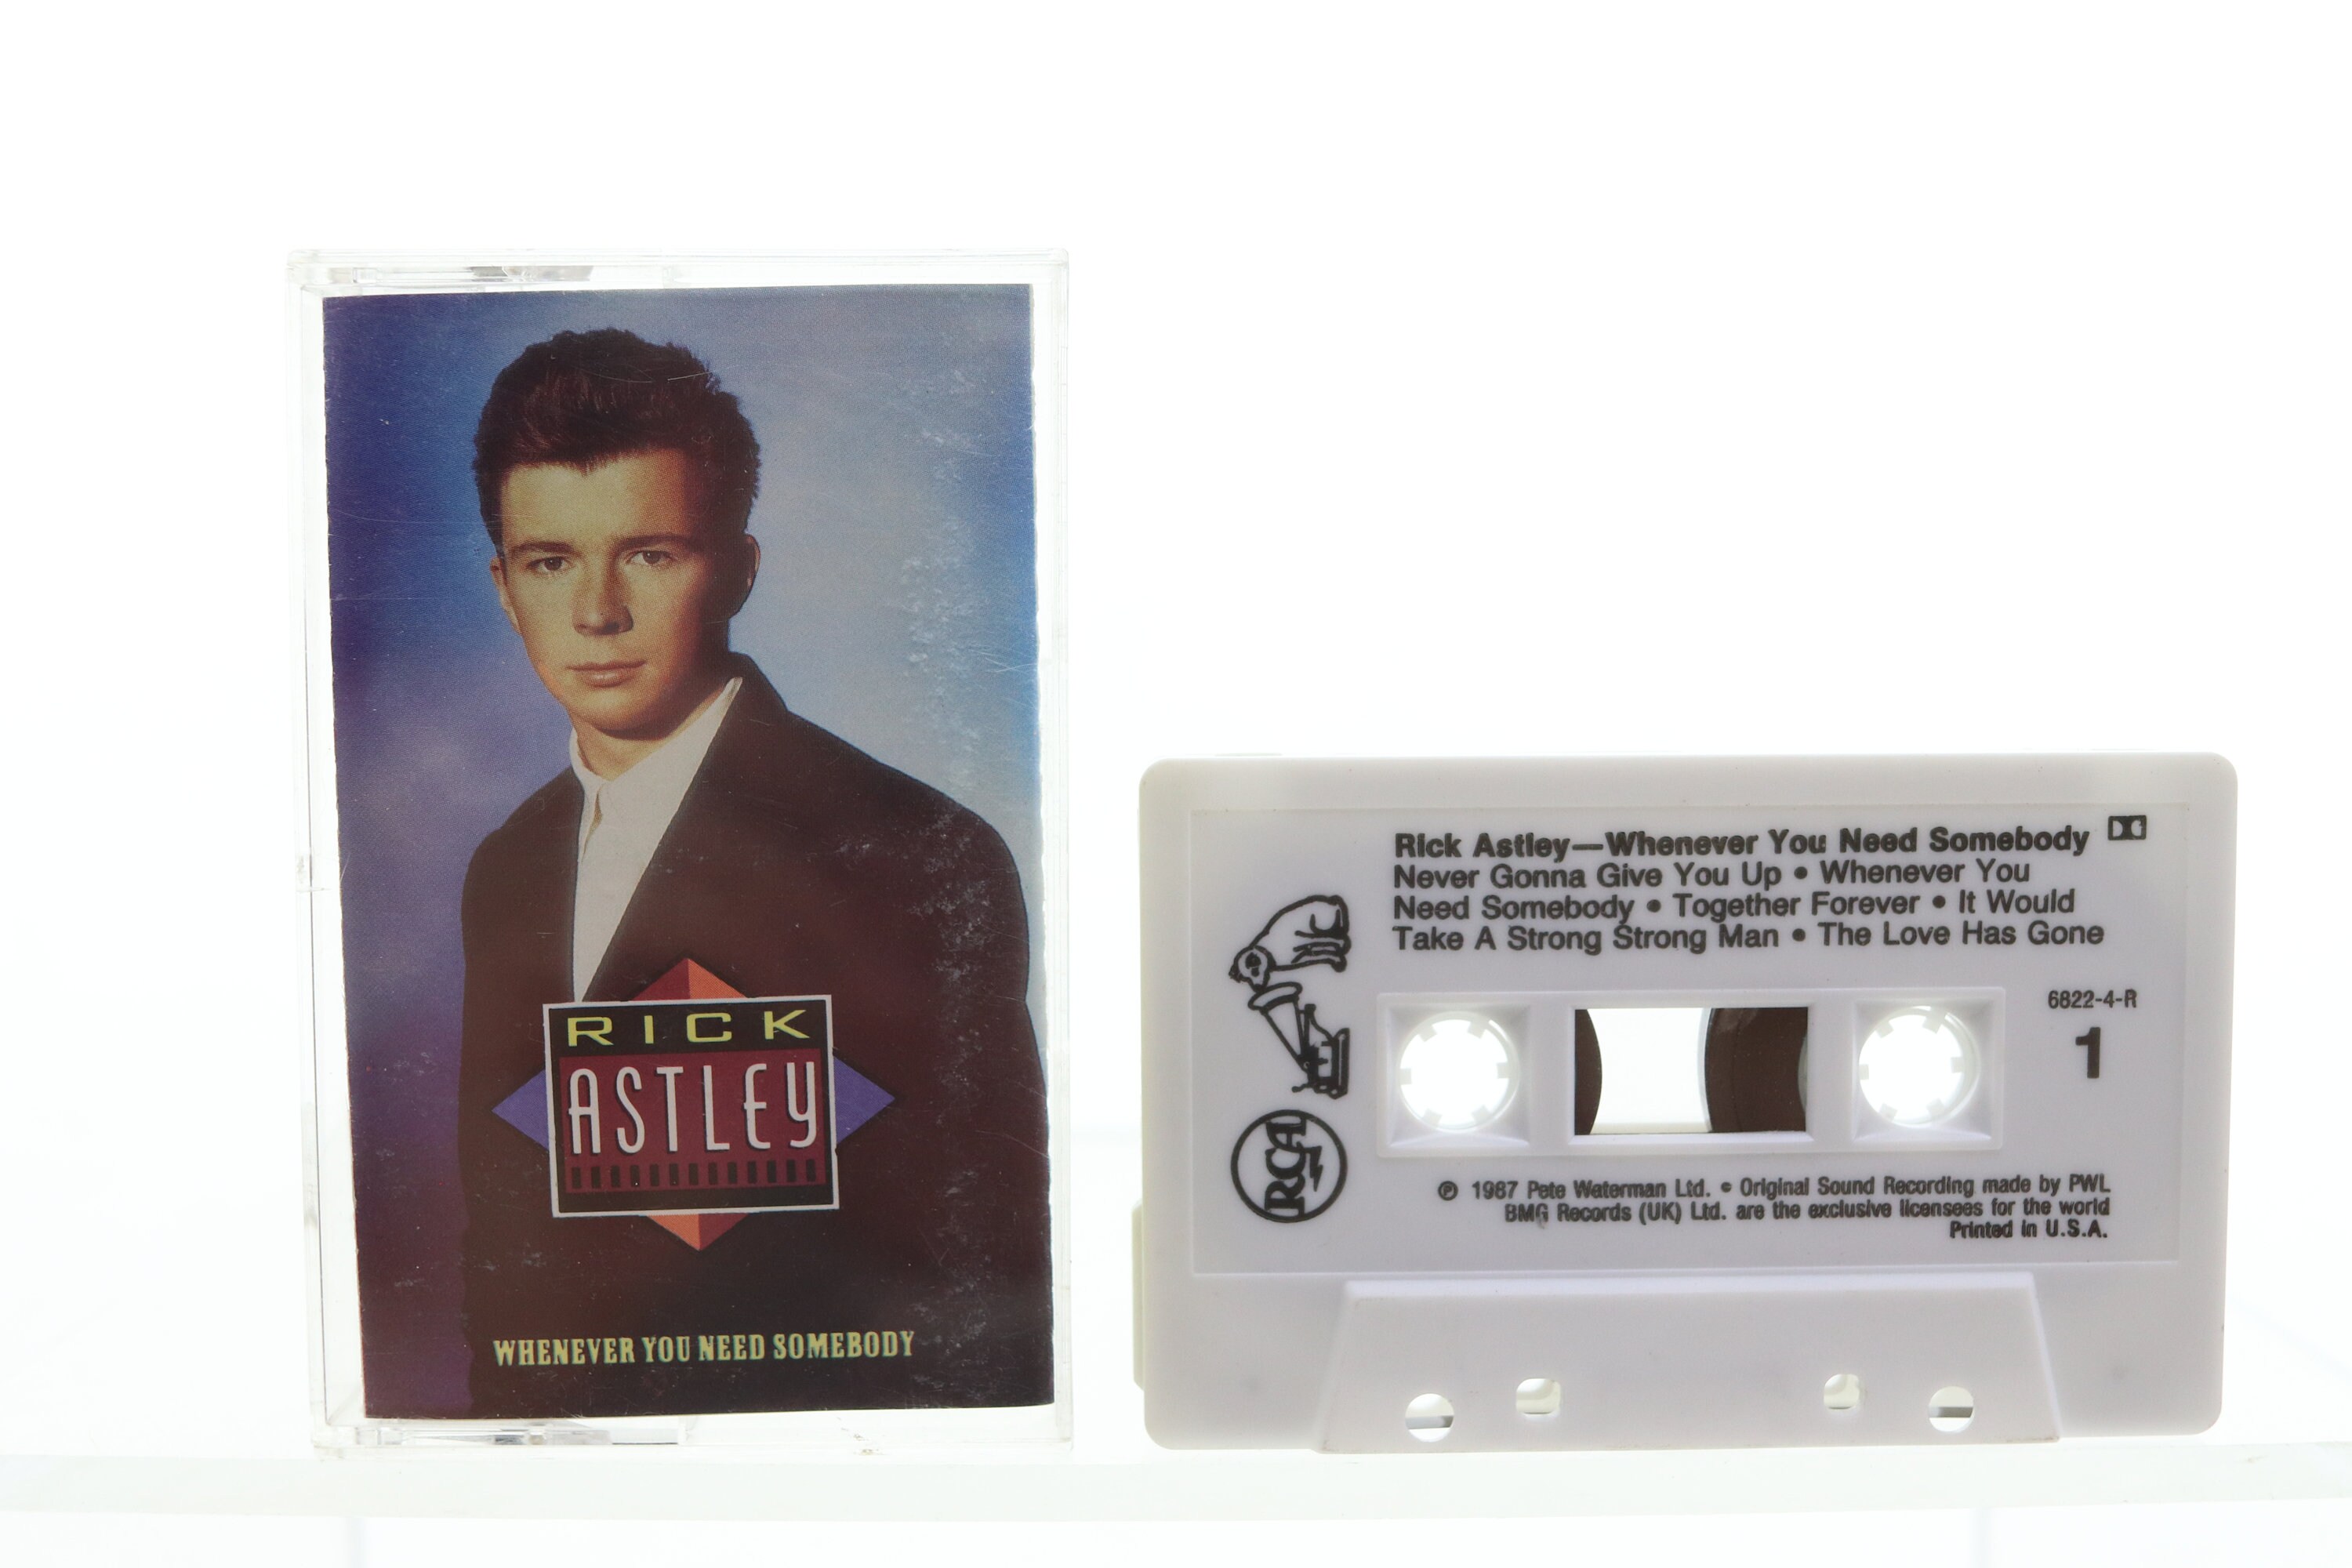 RICK
ASTLEY
WHENEVER YOU NEED SOMEBODY
Rick Astley—Whenever You Need Somebody
Never Gonna Give You Up • Whenever You
Need Somebody • Together Forever • It Would
Take A Strong Strong Man • The Love Has Gone
6822-4-R
1
RCA
℗ 1987 Pete Waterman Ltd. • Original Sound Recording made by PWL
BMG Records (UK) Ltd. are the exclusive licensees for the world
Printed in U.S.A.